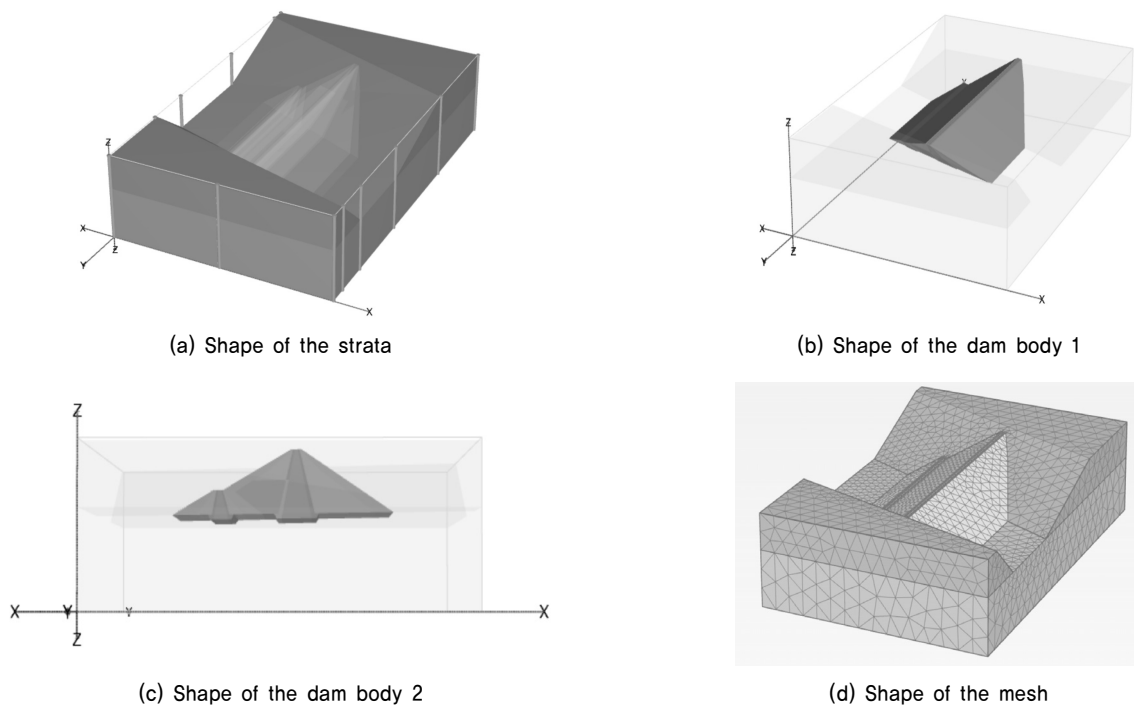 z
x
Y
z
x
(a) Shape of the strata
Y
z
x
Y
z
x
(b) Shape of the dam body 1
Z
X
Y
Y
X
Z
(c) Shape of the dam body 2
(d) Shape of the mesh